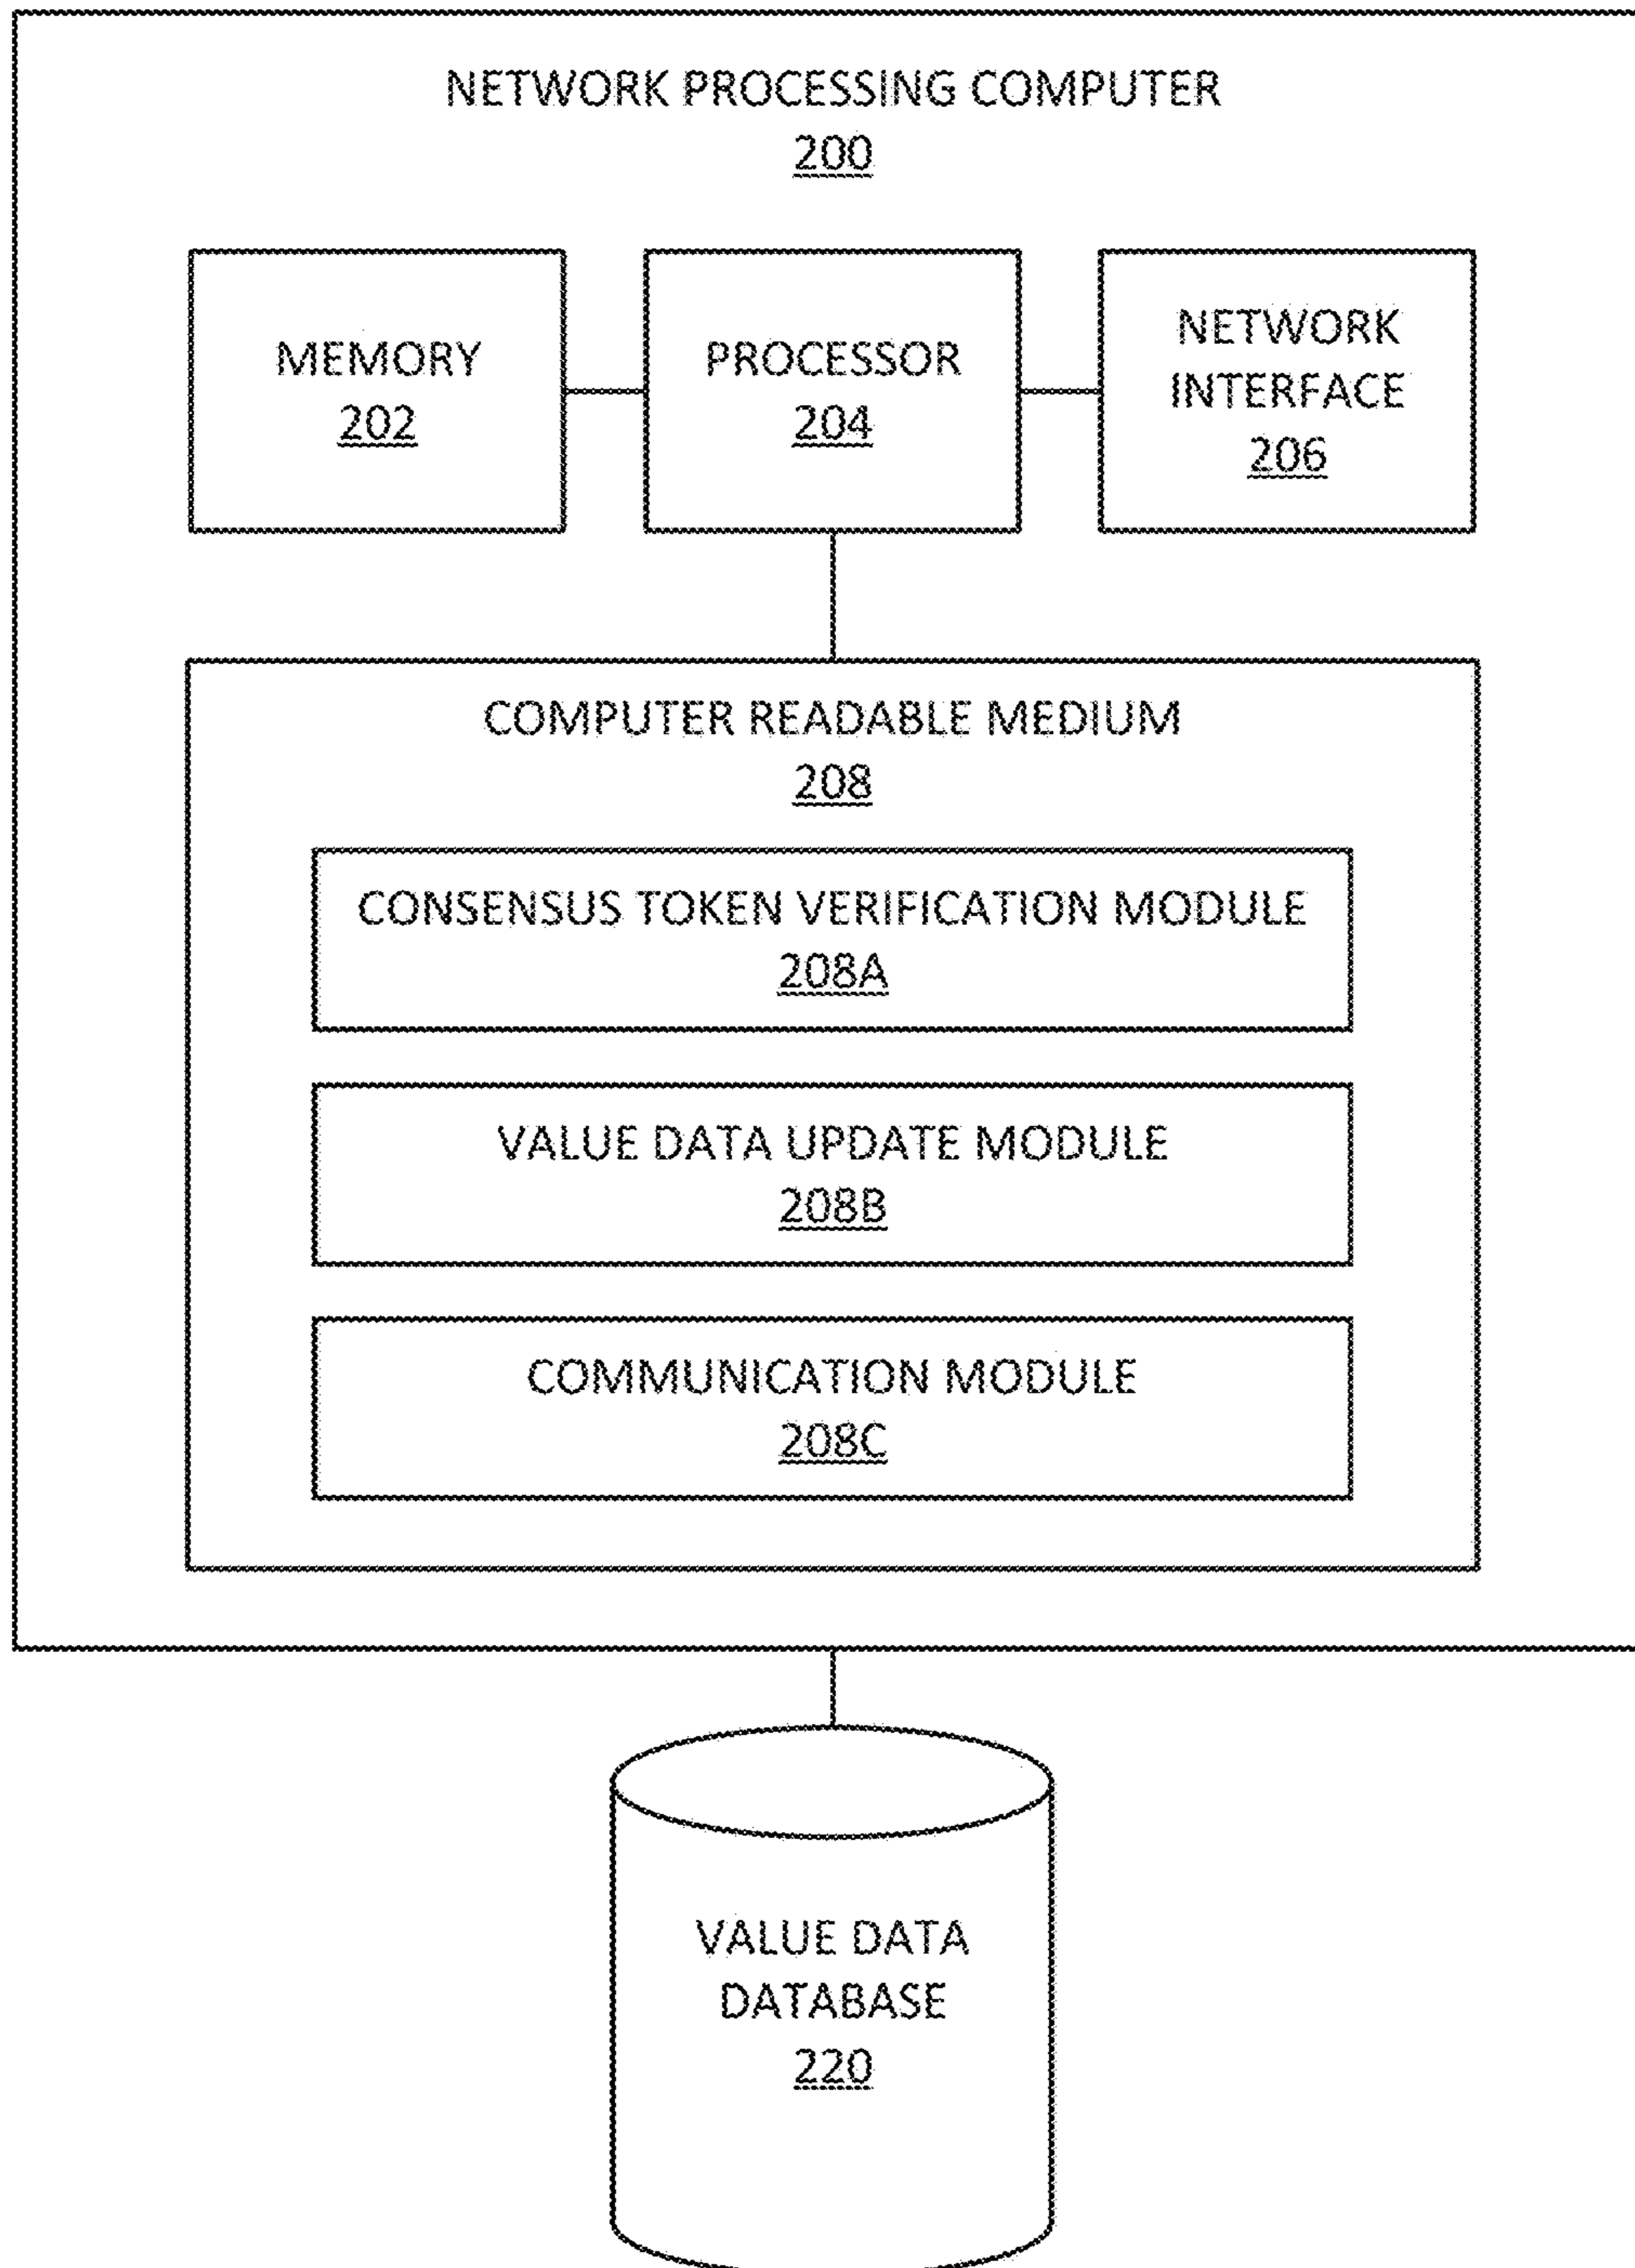 NETWORK PROCESSING COMPUTER
200
MEMORY
202
PROCESSOR
204
NETWORK
INTERFACE
206
COMPUTER READABLE MEDIUM
208
CONSENSUS TOKEN VERIFICATION MODULE
208A
VALUE DATA UPDATE MODULE
208B
COMMUNICATION MODULE
208C
VALUE DATA
DATABASE
220